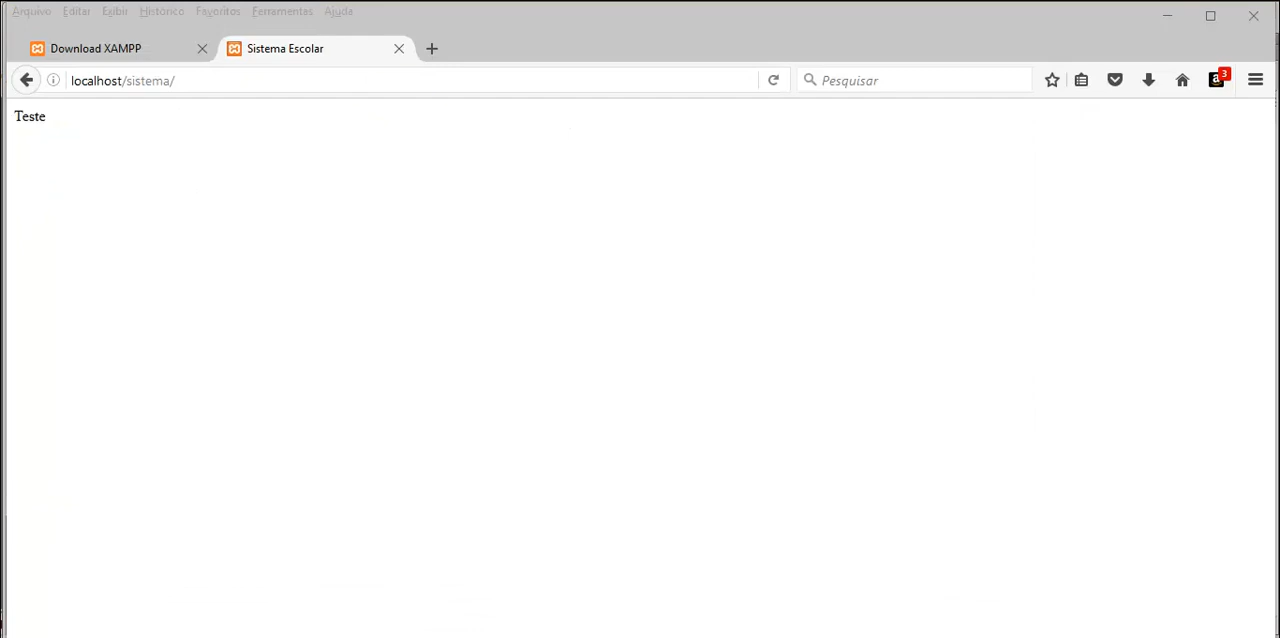 Arquivo Editar Exibir Histórico Favoritos Ferramentas Ajuda
Download XAMPP Sistema Escolar
localhost/sistema/ Pesquisar 3
Teste